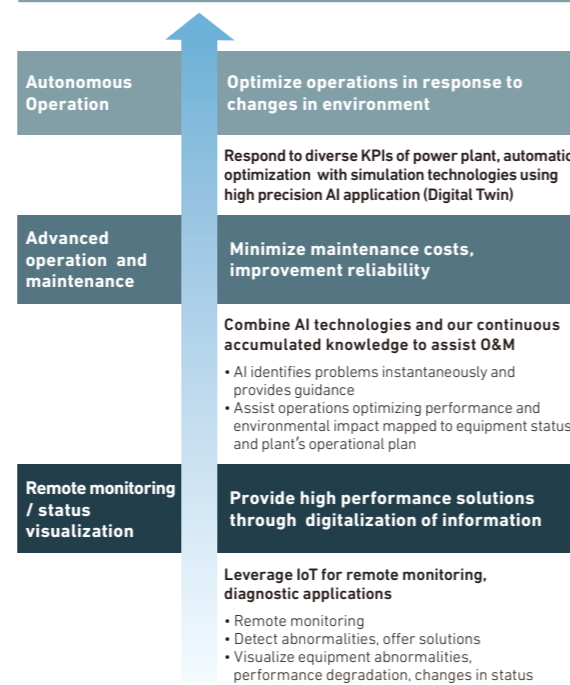 Autonomous
Operation
Optimize operations in response to
changes in environment
Respond to diverse KPIs of power plant, automatic
optimization with simulation technologies using
high precision AI application (Digital Twin)
Advanced
operation and
maintenance
Minimize maintenance costs,
improvement reliability
Combine AI technologies and our continuous
accumulated knowledge to assist O&M
• AI identifies problems instantaneously and
provides guidance
• Assist operations optimizing performance and
environmental impact mapped to equipment status
and plant's operational plan
Remote monitoring
/ status
visualization
Provide high performance solutions
through digitalization of information
Leverage IoT for remote monitoring,
diagnostic applications
• Remote monitoring
• Detect abnormalities, offer solutions
• Visualize equipment abnormalities,
performance degradation, changes in status